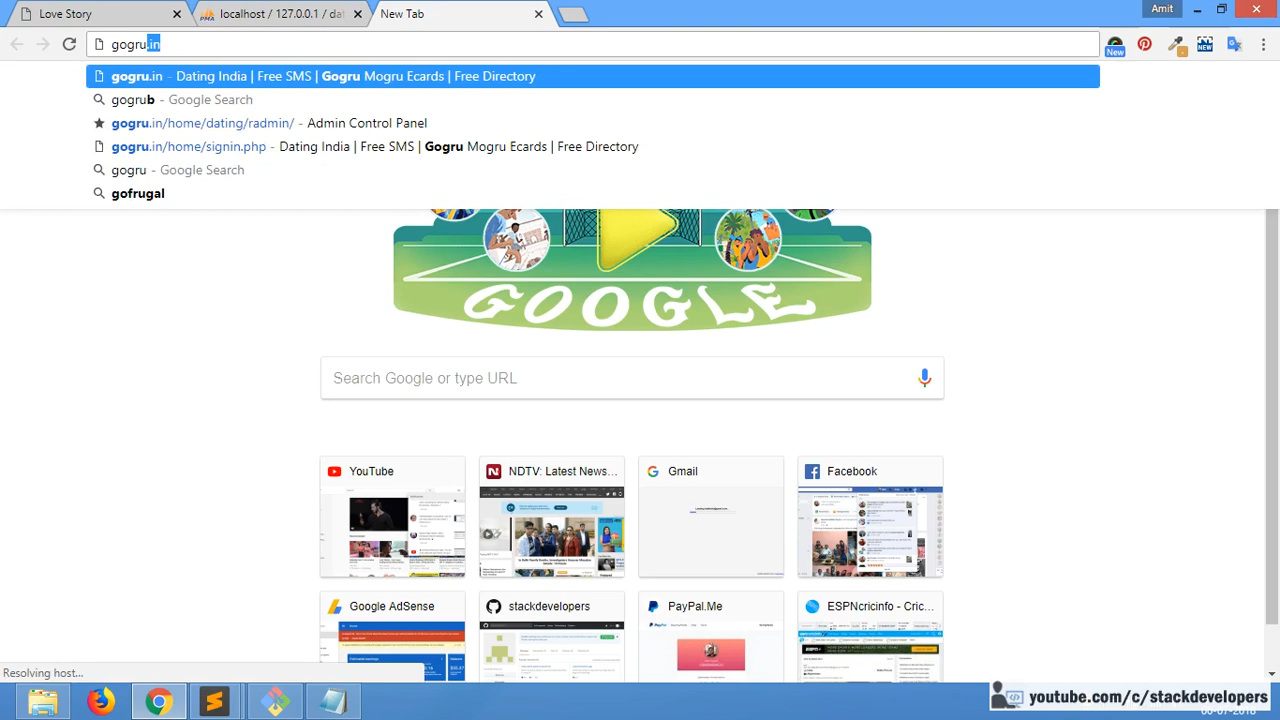 Love Story
PMA localhost / 127.0.0.1 / dat
New Tab
Amit
gogru.in
New
NEW
gogru.in - Dating India | Free SMS | Gogru Mogru Ecards | Free Directory
gogrub - Google Search
gogru.in/home/dating/radmin/ - Admin Control Panel
gogru.in/home/signin.php - Dating India | Free SMS | Gogru Mogru Ecards | Free Directory
gogru - Google Search
gofrugal
GOOGLE
Search Google or type URL
YouTube
NDTV: Latest News...
Gmail
Facebook
Google AdSense
stackdevelopers
PayPal.Me
ESPNcricinfo - Cric...
Resolving host...
youtube.com/c/stackdevelopers